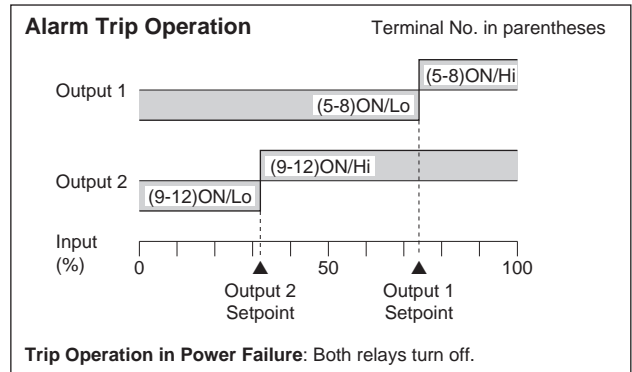 Alarm Trip Operation Terminal No. in parentheses
Output 1
(5-8)ON/Hi
(5-8)ON/Lo
Output 2
(9-12)ON/Hi
(9-12)ON/Lo
Input
(%)
0 50 100
Output 2 Output 1
Setpoint Setpoint
Trip Operation in Power Failure: Both relays turn off.